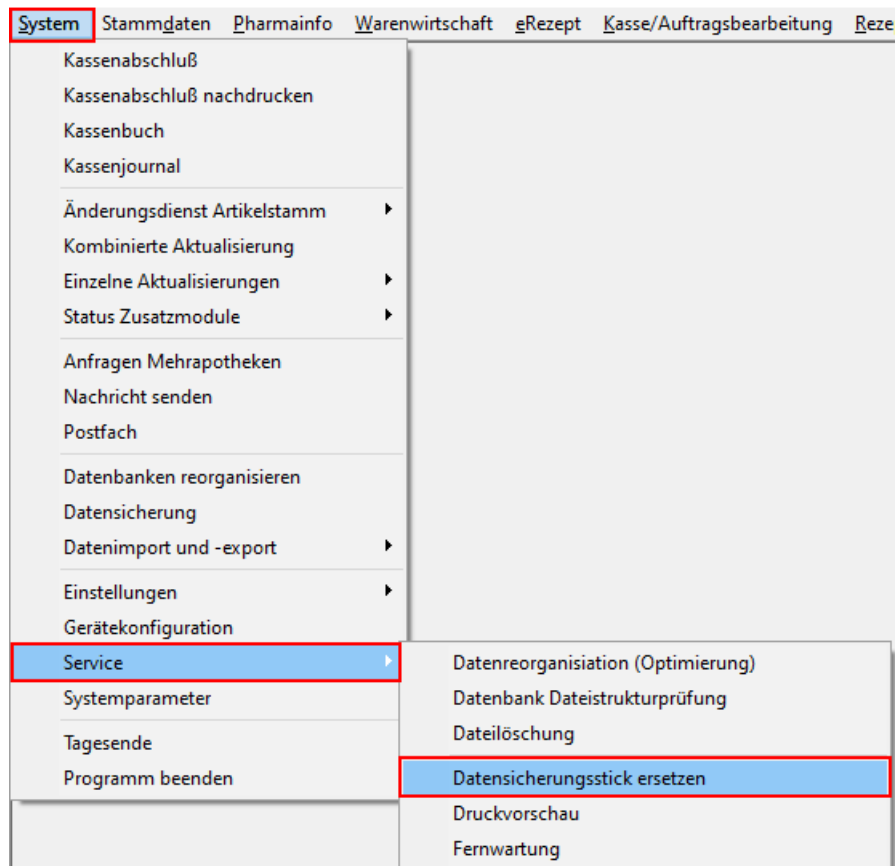 System Stammdaten Pharmainfo Warenwirtschaft eRezept Kasse/Auftragsbearbeitung Reze
Kassenabschluß
Kassenabschluß nachdrucken
Kassenbuch
Kassenjournal
Änderungsdienst Artikelstamm
Kombinierte Aktualisierung
Einzelne Aktualisierungen
Status Zusatzmodule
Anfragen Mehrapotheken
Nachricht senden
Postfach
Datenbanken reorganisieren
Datensicherung
Datenimport und -export
Einstellungen
Gerätekonfiguration
Service
Systemparameter
Tagesende
Programm beenden
Datenreorganisiation (Optimierung)
Datenbank Dateistrukturprüfung
Dateilöschung
Datensicherungsstick ersetzen
Druckvorschau
Fernwartung